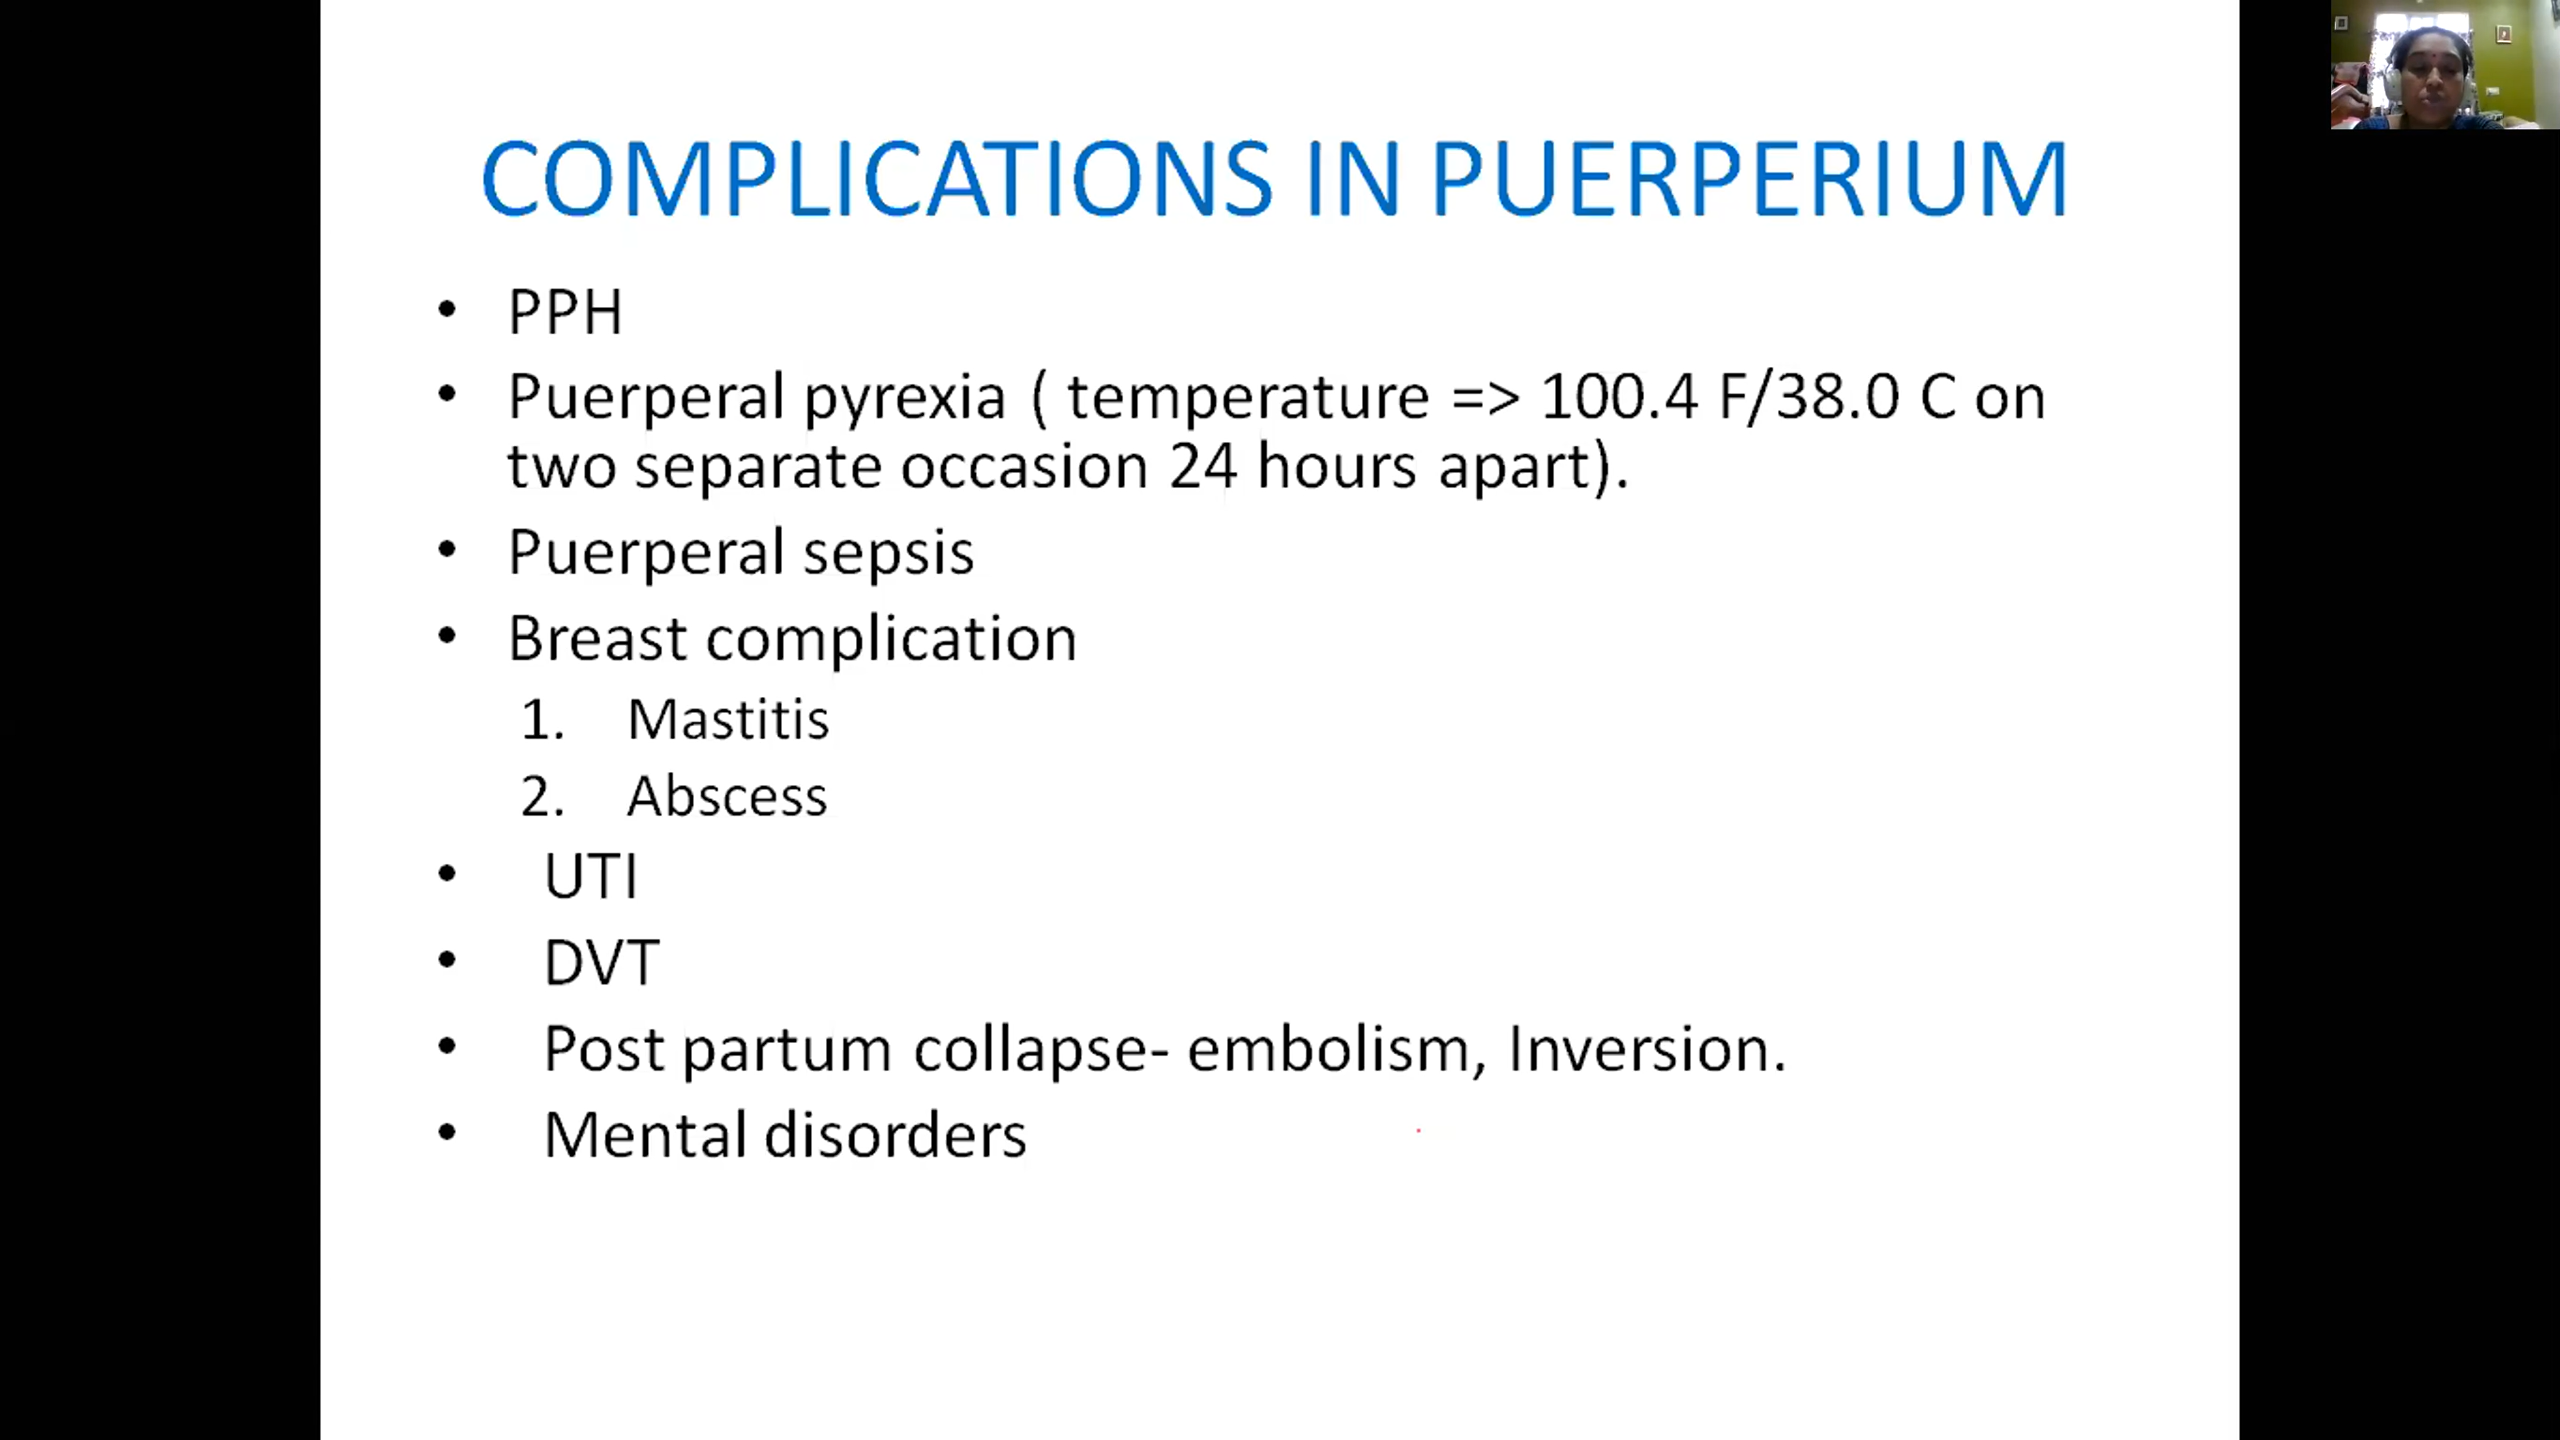 COMPLICATIONS IN PUERPERIUM
• PPH
• Puerperal pyrexia ( temperature => 100.4 F/38.0 C on
two separate occasion 24 hours apart).
• Puerperal sepsis
• Breast complication
1. Mastitis
2. Abscess
• UTI
• DVT
• Post partum collapse- embolism, Inversion.
• Mental disorders